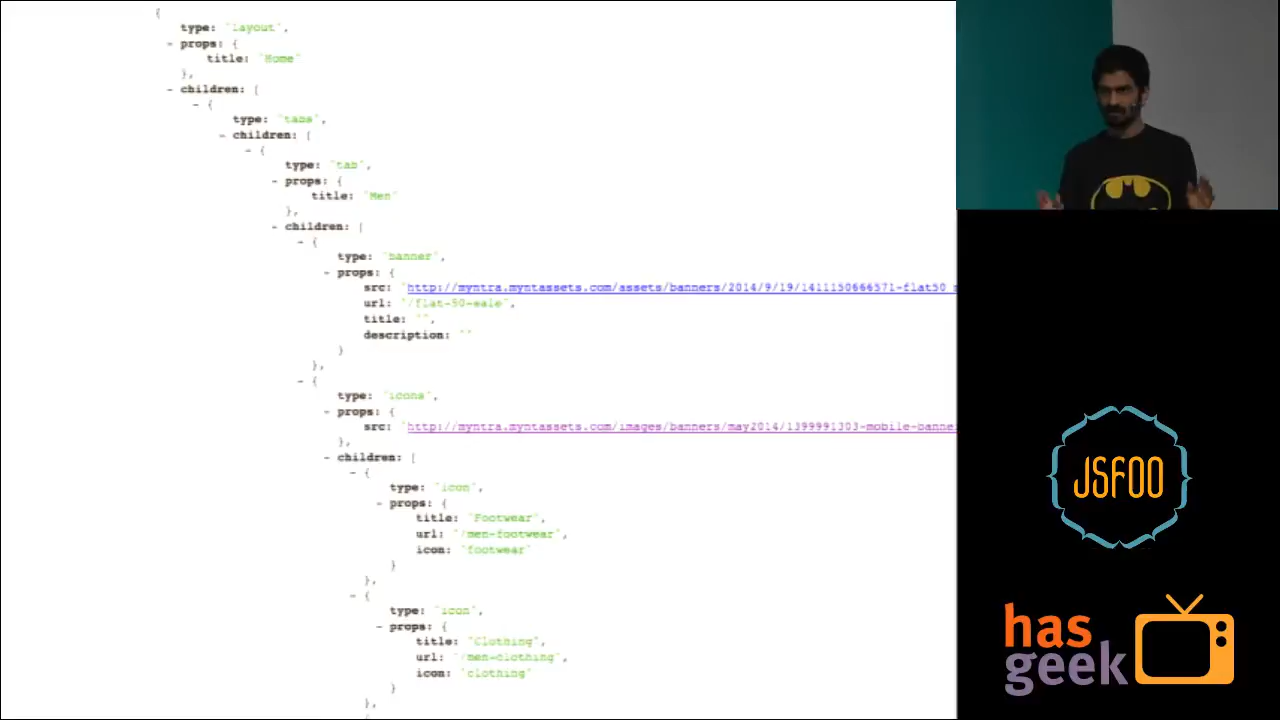 {
type: "layout",
- props: {
title: "Home"
},
- children: [
- {
type: "tabs",
- children: [
- {
type: "tab",
- props: {
title: "Men"
},
- children: [
- {
type: "banner",
- props: {
src: "http://myntra.myntassets.com/assets/banners/2014/9/19/1411150666571-flat50
url: "/flat-50-sale",
title: "",
description: ""
}
},
- {
type: "icons",
- props: {
src: "http://myntra.myntassets.com/images/banners/may2014/1399991303-mobile-banne
},
- children: [
- {
type: "icon",
- props: {
title: "Footwear",
url: "/men-footwear",
icon: "footwear"
}
},
- {
type: "icon",
- props: {
title: "Clothing",
url: "/men-clothing",
icon: "clothing"
}
},
JSFOO
has
geek